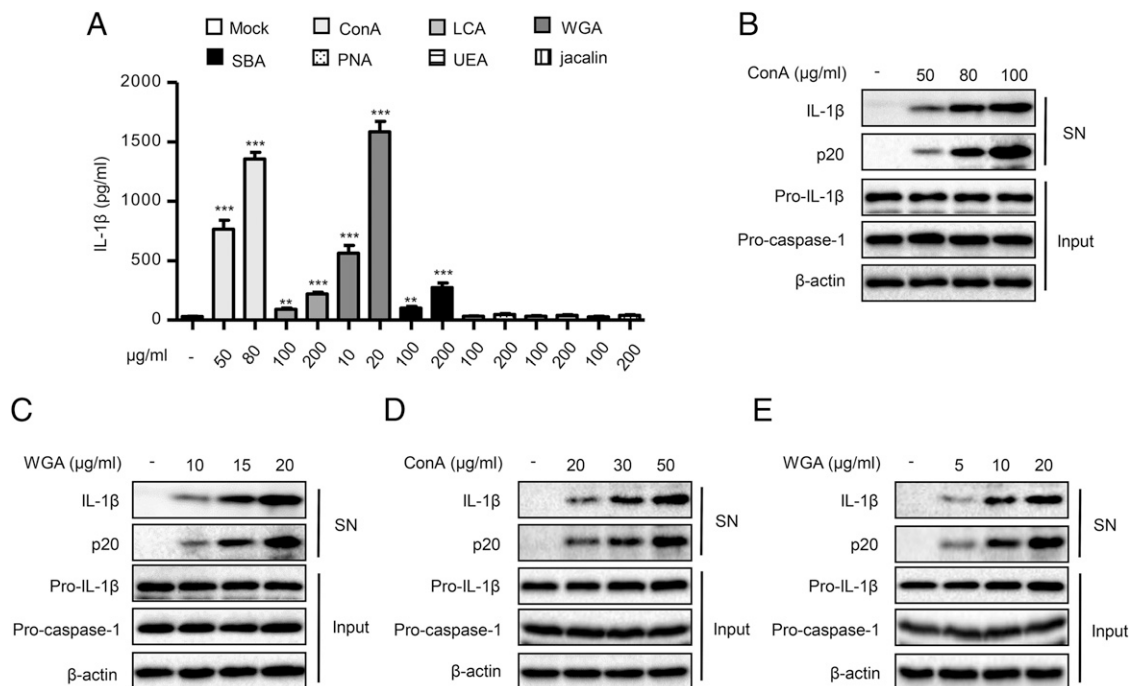 A
Mock ConA LCA WGA
SBA PNA UEA jacalin
2000
1500
1000
500
0
IL-1β (pg/ml)
*** *** ** *** *** *** ** ***
μg/ml - 50 80 100 200 10 20 100 200 100 200 100 200 100 200
B
ConA (μg/ml) - 50 80 100
IL-1β
p20
SN
Pro-IL-1β
Pro-caspase-1
Input
β-actin
C
WGA (μg/ml) - 10 15 20
IL-1β
SN
p20
Pro-IL-1β
Pro-caspase-1
Input
β-actin
D
ConA (μg/ml) - 20 30 50
IL-1β
SN
p20
Pro-IL-1β
Pro-caspase-1
Input
β-actin
E
WGA (μg/ml) - 5 10 20
IL-1β
SN
p20
Pro-IL-1β
Pro-caspase-1
Input
β-actin